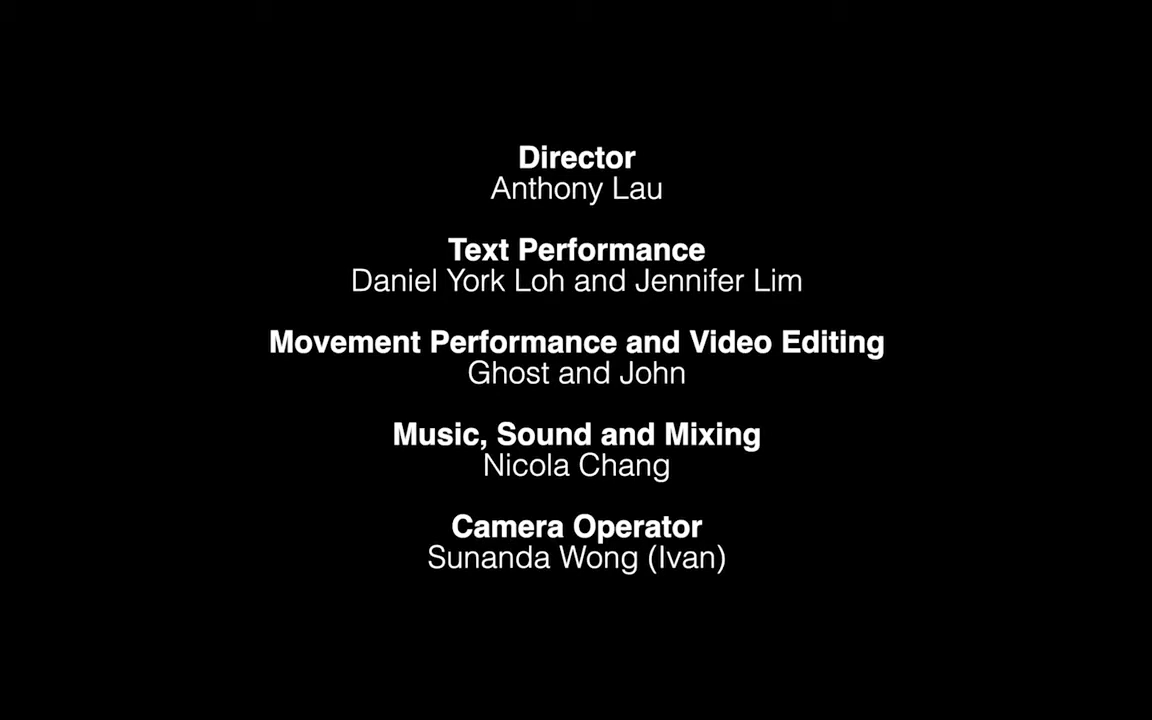 Director
Anthony Lau
Text Performance
Daniel York Loh and Jennifer Lim
Movement Performance and Video Editing
Ghost and John
Music, Sound and Mixing
Nicola Chang
Camera Operator
Sunanda Wong (Ivan)